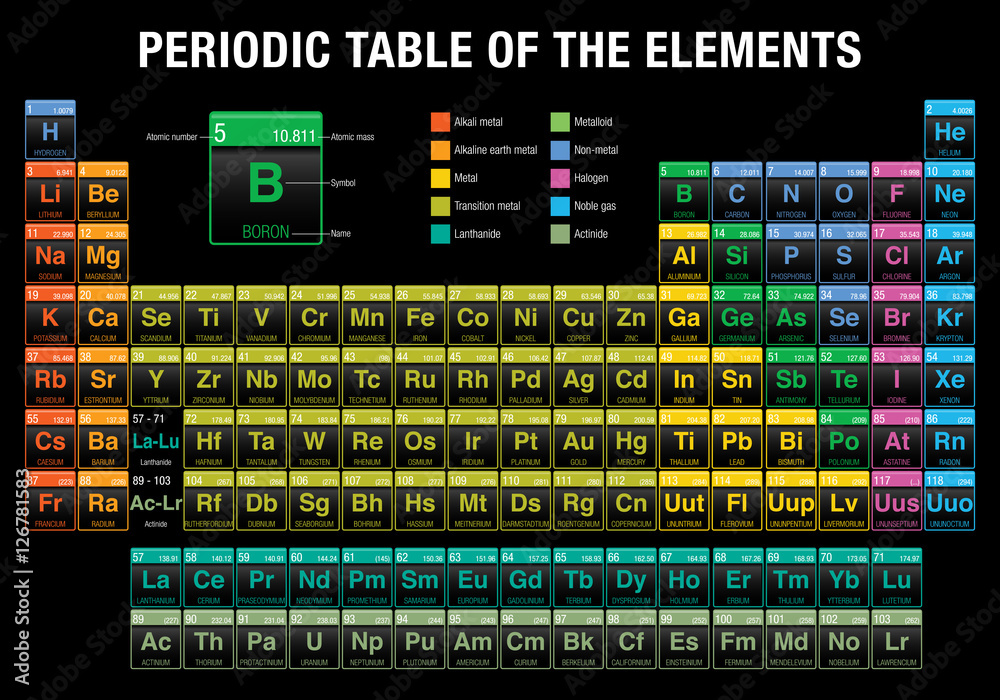 PERIODIC TABLE OF THE ELEMENTS
1 1.0079
H
HYDROGEN
Atomic number
5 10.811
B
BORON
Atomic mass
Symbol
Name
Alkali metal
Alkaline earth metal
Metal
Transition metal
Lanthanide
Metalloid
Non-metal
Halogen
Noble gas
Actinide
2 4.0026
He
HELIUM
3 6.941 4 9.0122 5 10.811 6 12.011 7 14.007 8 15.999 9 18.998 10 20.180
Li Be B C N O F Ne
LITHIUM BERYLLIUM BORON CARBON NITROGEN OXYGEN FLUORINE NEON
11 22.990 12 24.305 13 26.982 14 28.086 15 30.974 16 32.065 17 35.543 18 39.948
Na Mg Al Si P S Cl Ar
SODIUM MAGNESIUM ALUMINIUM SILICON PHOSPHORUS SULFUR CHLORINE ARGON
19 39.098 20 40.078 21 44.956 22 47.867 23 50.942 24 51.996 25 54.938 26 55.845 27 58.933 28 58.693 29 63.546 30 65.38 31 69.723 32 72.64 33 74.922 34 78.96 35 79.904 36 83.798
K Ca Se Ti V Cr Mn Fe Co Ni Cu Zn Ga Ge As Se Br Kr
POTASSIUM CALCIUM SCANDIUM TITANIUM VANADIUM CHROMIUM MANGANESE IRON COBALT NICKEL COPPER ZINC GALLIUM GERMANIUM ARSENIC SELENIUM BROMINE KRYPTON
37 85.468 38 87.62 39 88.906 40 91.224 41 92.906 42 95.96 43 (98) 44 101.07 45 102.91 46 106.42 47 107.87 48 112.41 49 114.82 50 118.71 51 121.76 52 127.60 53 126.90 54 131.29
Rb Sr Y Zr Nb Mo Tc Ru Rh Pd Ag Cd In Sn Sb Te I Xe
RUBIDIUM ESTRONTIUM YTTRIUM ZIRCONIUM NIOBIUM MOLYBDENUM TECHNETIUM RUTHENIUM RHODIUM PALLADIUM SILVER CADMIUM INDIUM TIN ANTIMONY TELLURIUM IODINE XENON
55 132.91 56 137.33 57 - 71 72 178.49 73 180.95 74 183.84 75 186.21 76 190.23 77 192.22 78 195.08 79 196.97 80 200.59 81 204.38 82 207.2 83 208.98 84 (209) 85 (210) 86 (222)
Cs Ba La-Lu Hf Ta W Re Os Ir Pt Au Hg Ti Pb Bi Po At Rn
CAESIUM BARIUM Lanthanide HAFNIUM TANTALUM TUNGSTEN RHENIUM OSMIUM IRIDIUM PLATINUM GOLD MERCURY THALLIUM LEAD BISMUTH POLONIUM ASTATINE RADON
87 (223) 88 (226) 89 - 103 104 (267) 105 (268) 106 (271) 107 (272) 108 (277) 109 (276) 110 (281) 111 (280) 112 (285) 113 (284) 114 (289) 115 (288) 116 (293) 117 (...) 118 (294)
Fr Ra Ac-Lr Rf Db Sg Bh Hs Mt Ds Rg Cn Uut Fl Uup Lv Uus Uuo
FRANCIUM RADIUM Actinide RUTHERFORDIUM DUBNIUM SEABORGIUM BOHRIUM HASSIUM MEITNERIUM DARMSTADTIUM ROENTGENIUM COPERNICIUM UNUNTRIUM FLEROVIUM UNUNPENTIUM LIVERMORIUM UNUNSEPTIUM UNUNOCTIUM
57 138.91 58 140.12 59 140.91 60 144.24 61 (145) 62 150.36 63 151.96 64 157.25 65 158.93 66 162.50 67 164.93 68 167.26 69 168.93 70 173.05 71 174.97
La Ce Pr Nd Pm Sm Eu Gd Tb Dy Ho Er Tm Yb Lu
LANTHANIUM CERIUM PRASEODYMIUM NEODYMIUM PROMETHIUM SAMARIUM EUROPIUM GADOLINIUM TERBIUM DYSPROSIUM HOLMIUM ERBIUM THULIUM YTTERBIUM LUTETIUM
89 (227) 90 232.04 91 231.04 92 238.03 93 (237) 94 (244) 95 (243) 96 (247) 97 (247) 98 (251) 99 (252) 100 (257) 101 (258) 102 (259) 103 (262)
Ac Th Pa U Np Pu Am Cm Bk Cf Es Fm Md No Lr
ACTINIUM THORIUM PROTACTINIUM URANIUM NEPTUNIUM PLUTONIUM AMERICIUM CURIUM BERKELIUM CALIFORNIUM EINSTEINIUM FERMIUM MENDELEVIUM NOBELIUM LAWRENCIUM
Adobe Stock | 126781583